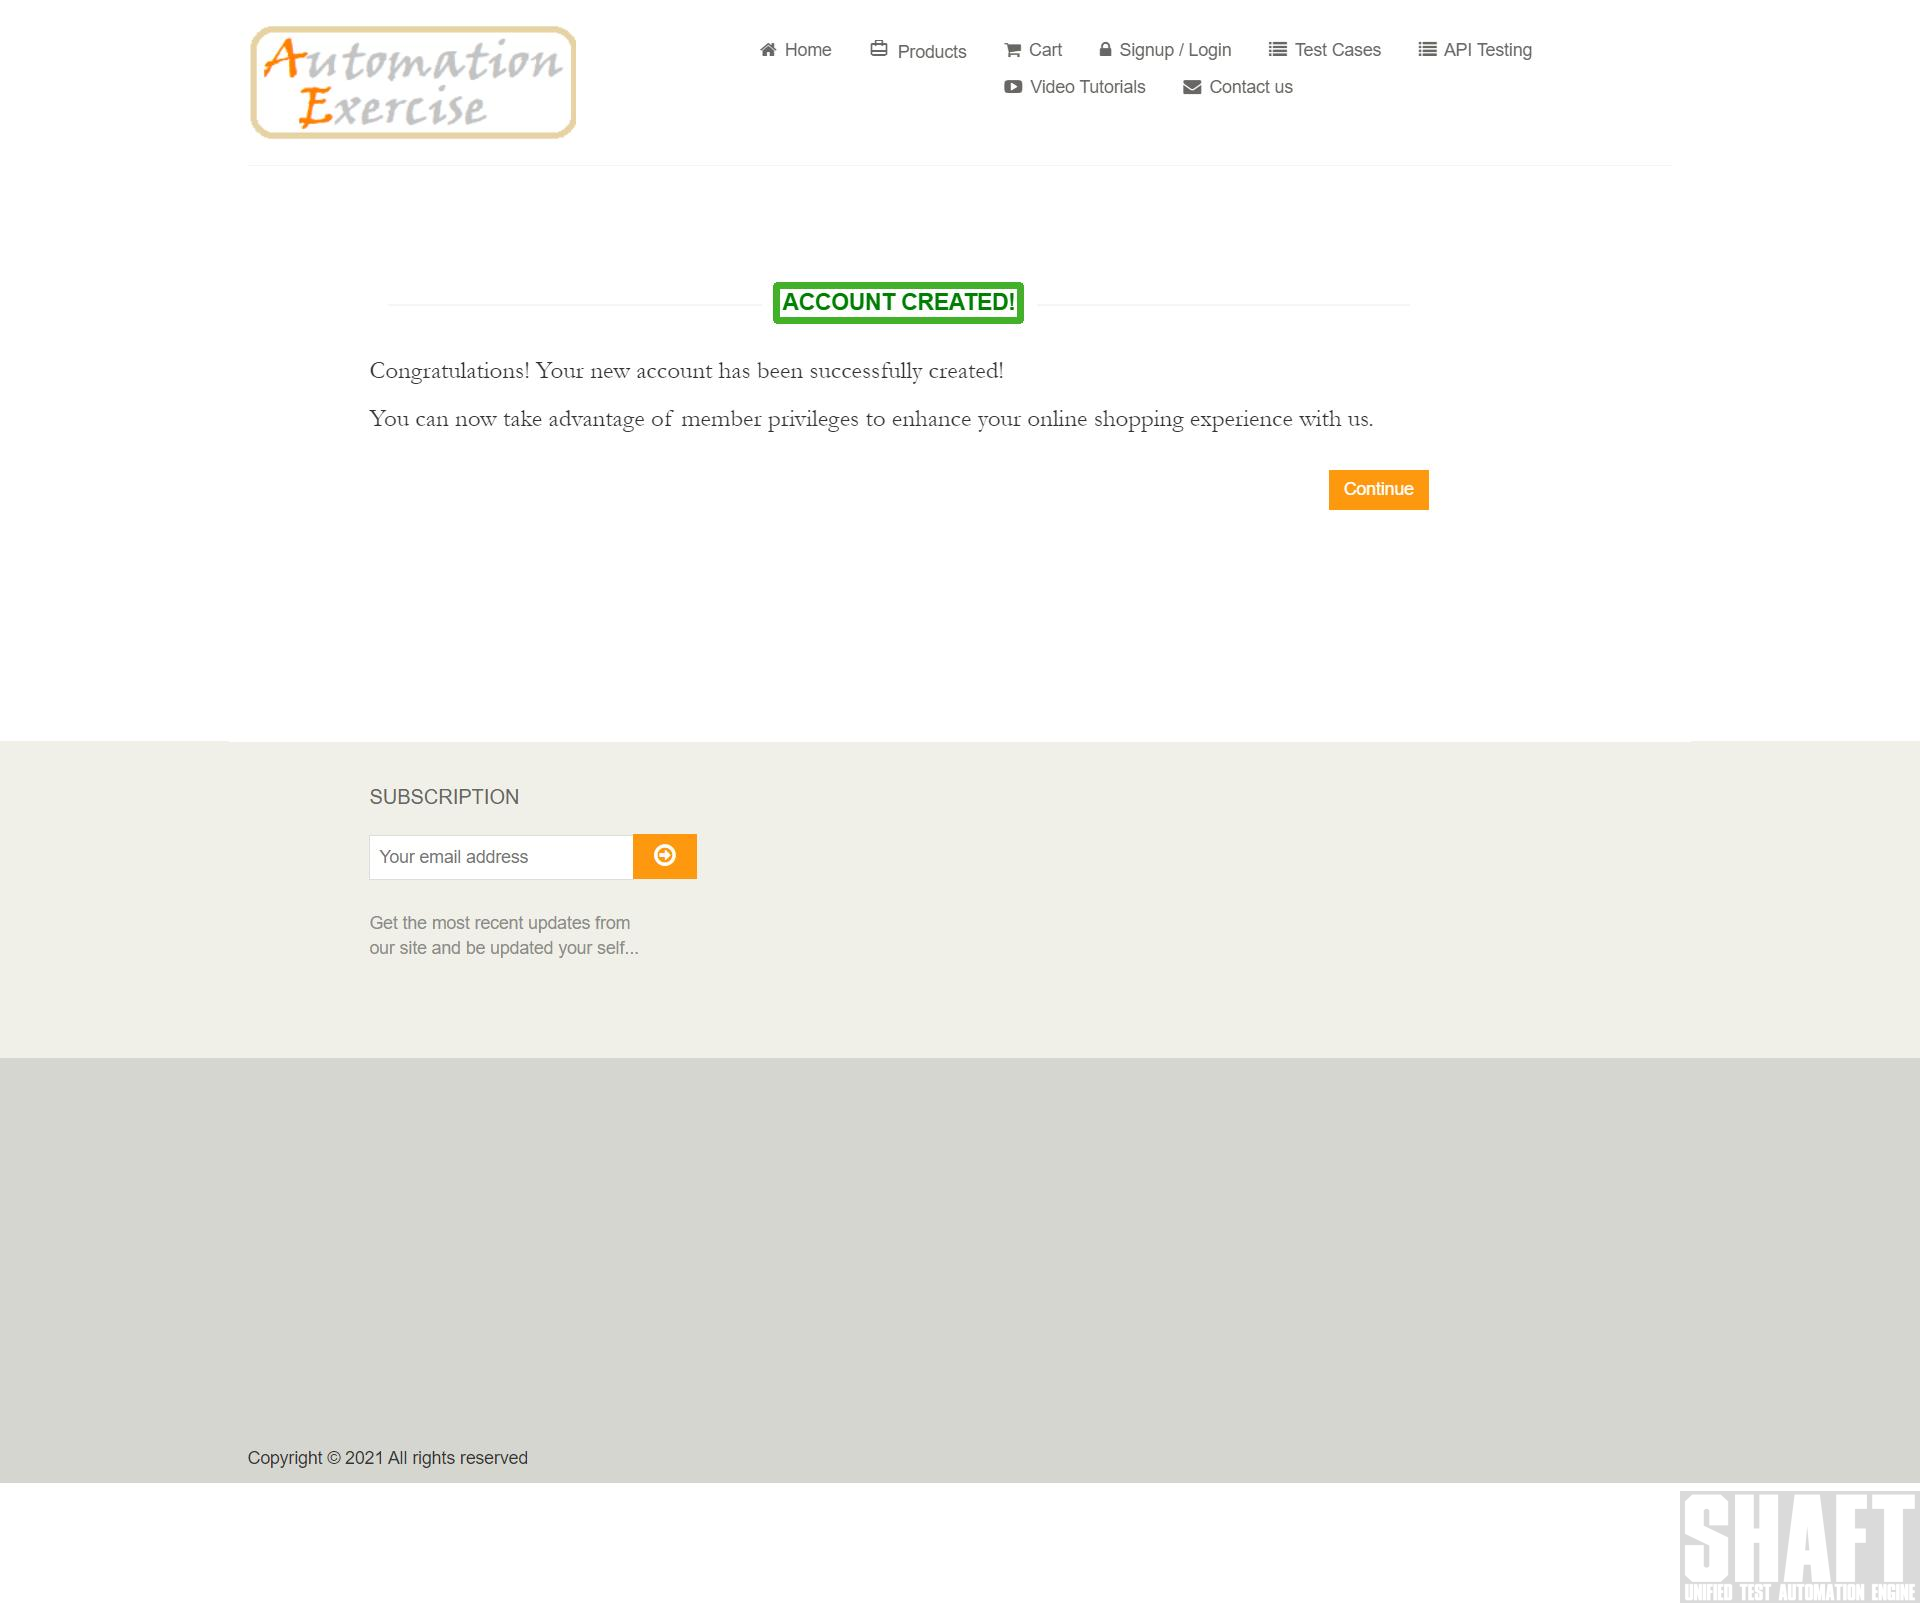 Automation
Exercise
Home
Products
Cart
Signup / Login
Test Cases
API Testing
Video Tutorials
Contact us
ACCOUNT CREATED!
Congratulations! Your new account has been successfully created!
You can now take advantage of member privileges to enhance your online shopping experience with us.
Continue
SUBSCRIPTION
Your email address
Get the most recent updates from
our site and be updated your self...
Copyright © 2021 All rights reserved
SHAFT
UNIFIED TEST AUTOMATION ENGINE